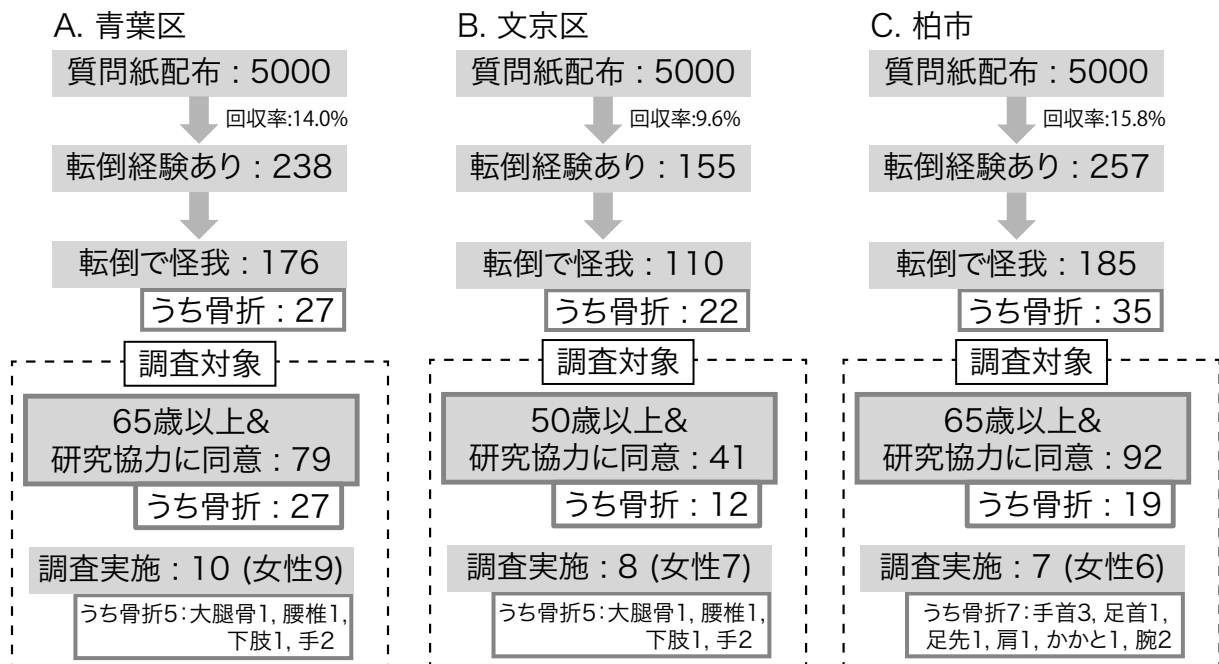 A. 青葉区
質問紙配布 : 5000
回収率:14.0%
転倒経験あり : 238
転倒で怪我 : 176
うち骨折 : 27
調査対象
65歳以上&
研究協力に同意 : 79
うち骨折 : 27
調査実施 : 10 (女性9)
うち骨折5:大腿骨1, 腰椎1,
下肢1, 手2
B. 文京区
質問紙配布 : 5000
回収率:9.6%
転倒経験あり : 155
転倒で怪我 : 110
うち骨折 : 22
調査対象
50歳以上&
研究協力に同意 : 41
うち骨折 : 12
調査実施 : 8 (女性7)
うち骨折5:大腿骨1, 腰椎1,
下肢1, 手2
C. 柏市
質問紙配布 : 5000
回収率:15.8%
転倒経験あり : 257
転倒で怪我 : 185
うち骨折 : 35
調査対象
65歳以上&
研究協力に同意 : 92
うち骨折 : 19
調査実施 : 7 (女性6)
うち骨折7:手首3, 足首1,
足先1, 肩1, かかと1, 腕2